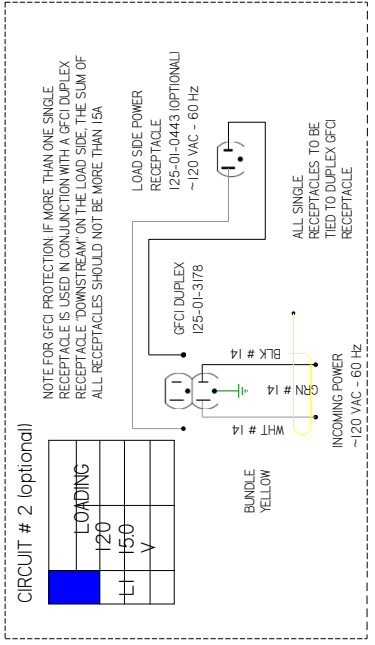 CIRCUIT # 2 (optional)
LOADING
120
L1
15.0
V
NOTE FOR GFCI PROTECTION: IF MORE THAN ONE SINGLE
RECEPTACLE IS USED IN CONJUNCTION WITH A GFCI DUPLEX
RECEPTACLE "DOWNSTREAM" ON THE LOAD SIDE, THE SUM OF
ALL RECEPTACLES SHOULD NOT BE MORE THAN 15A
LOAD SIDE POWER
RECEPTACLE
125-01-0443 (OPTIONAL)
~120 VAC - 60 Hz
GFCI DUPLEX
125-01-3178
BUNDLE
YELLOW
WHT # 14
GRN # 14
BLK # 14
INCOMING POWER
~120 VAC - 60 Hz
ALL SINGLE
RECEPTACLES TO BE
TIED TO DUPLEX GFCI
RECEPTACLE